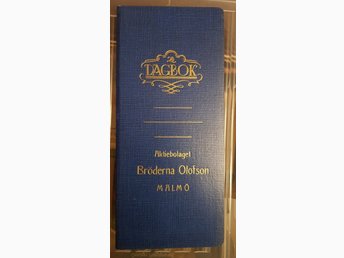 DAGBOK
Aktiebolaget
Bröderna Olofson
MALMÖ